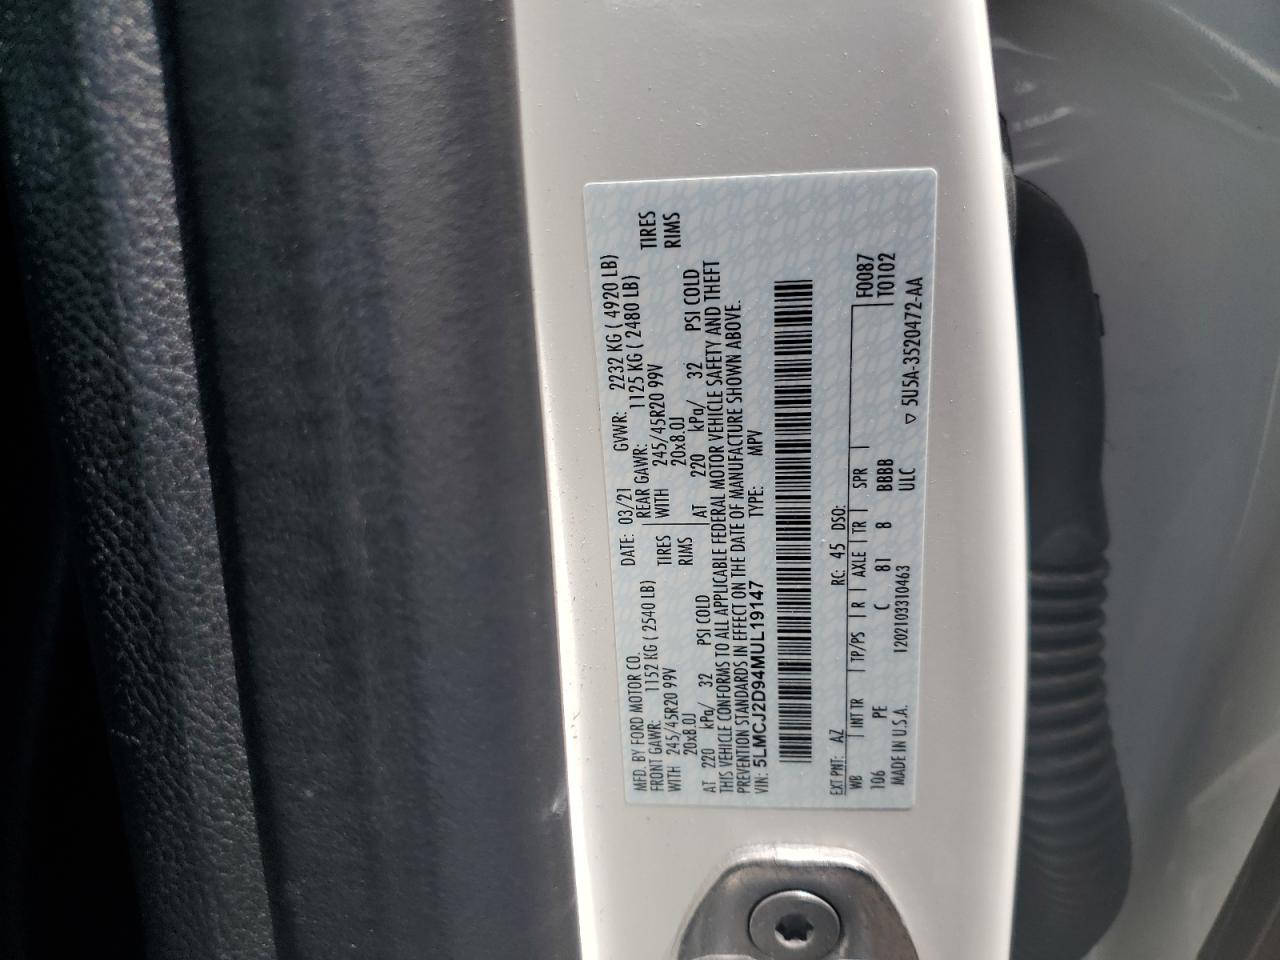 MFD. BY FORD MOTOR CO. DATE: 03/21 GVWR: 2232 KG ( 4920 LB)
FRONT GAWR: 1152 KG ( 2540 LB) REAR GAWR: 1125 KG ( 2480 LB)
WITH 245/45R20 99V TIRES WITH 245/45R20 99V TIRES
20x8.0J RIMS 20x8.0J RIMS
AT 220 kPa/ 32 PSI COLD AT 220 kPa/ 32 PSI COLD
THIS VEHICLE CONFORMS TO ALL APPLICABLE FEDERAL MOTOR VEHICLE SAFETY AND THEFT
PREVENTION STANDARDS IN EFFECT ON THE DATE OF MANUFACTURE SHOWN ABOVE.
VIN: 5LMCJ2D94MUL19147 TYPE: MPV
EXT PNT: AZ RC: 45 DSO: F0087
WB INT TR TP/PS R AXLE TR SPR T0102
106 PE C 81 B BBBB
MADE IN U.S.A. 1202103310463 ULC ▽ 5U5A-3520472-AA